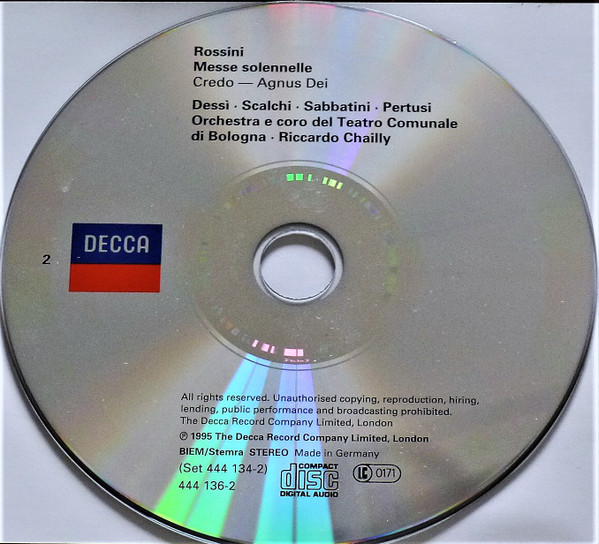 Rossini
Messe solennelle
Credo — Agnus Dei
Dessì · Scalchi · Sabbatini · Pertusi
Orchestra e coro del Teatro Comunale
di Bologna · Riccardo Chailly
DECCA
2
All rights reserved. Unauthorised copying, reproduction, hiring,
lending, public performance and broadcasting prohibited.
The Decca Record Company Limited, London
℗ 1995 The Decca Record Company Limited, London
BIEM/Stemra STEREO Made in Germany
(Set 444 134-2)
444 136-2
COMPACT
disc
DIGITAL AUDIO
LC 0171